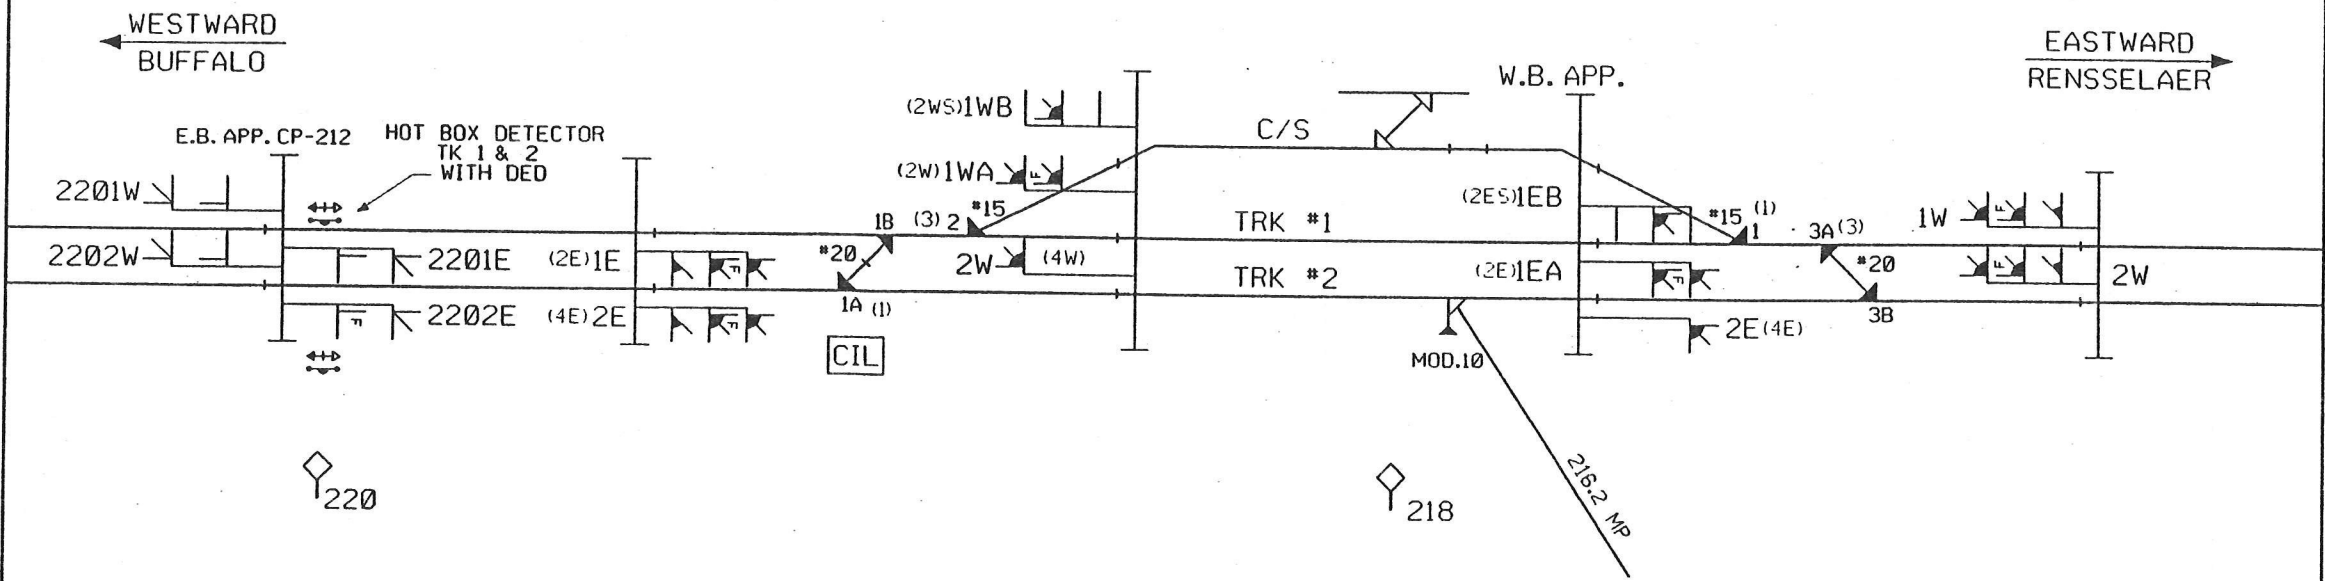 WESTWARD
BUFFALO
EASTWARD
RENSSELAER
W.B. APP.
E.B. APP. CP-212
HOT BOX DETECTOR
TK 1 & 2
WITH DED
(2WS)1WB
C/S
2201W
(2W)1WA
F
(2ES)1EB
#15
#15 (1)
1
1B (3) 2
TRK #1
3A(3)
1W
F
2202W
2201E
(2E)1E
F
#20
2W
(4W)
(2E)1EA
F
#20
F
2W
TRK #2
F
2202E
(4E)2E
F
1A (1)
2E(4E)
3B
CIL
MOD.10
220
218
216.2 MP